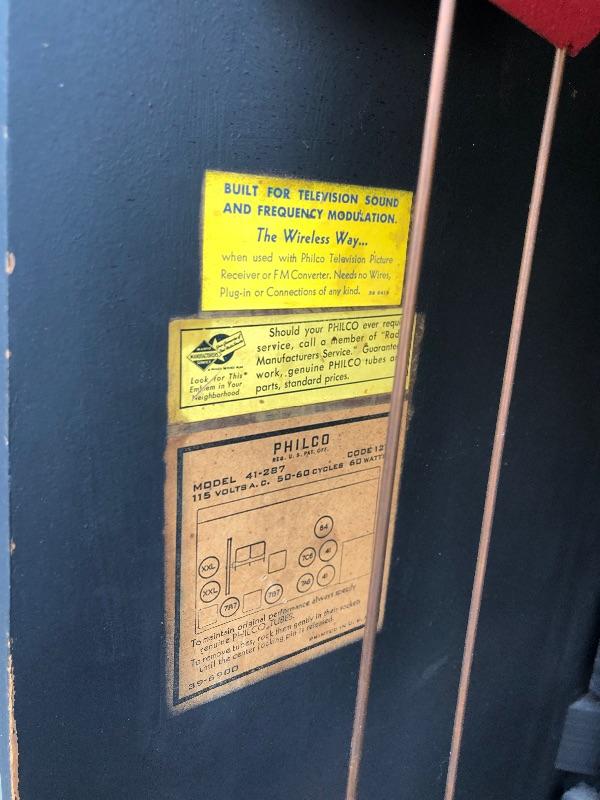 BUILT FOR TELEVISION SOUND
AND FREQUENCY MODULATION.
The Wireless Way...
when used with Philco Television Picture
Receiver or FM Converter. Needs no Wires,
Plug-in or Connections of any kind.
Look for This
Emblem in Your
Neighborhood
Should your PHILCO ever requ
service, call a member of "Rad
Manufacturers Service." Guarante
work, genuine PHILCO tubes a
parts, standard prices.
PHILCO
REG. U.S. PAT. OFF.
MODEL 41-287 CODE 12
115 VOLTS A.C. 50-60 CYCLES 60 WATT
84
XXL 7C6 41
XXL 7B7 7B7 7A8 41
To maintain original performance always specify
genuine PHILCO TUBES.
To remove tubes, rock them gently in their sockets
until the center locking pin is released.
39-6900 PRINTED IN U.